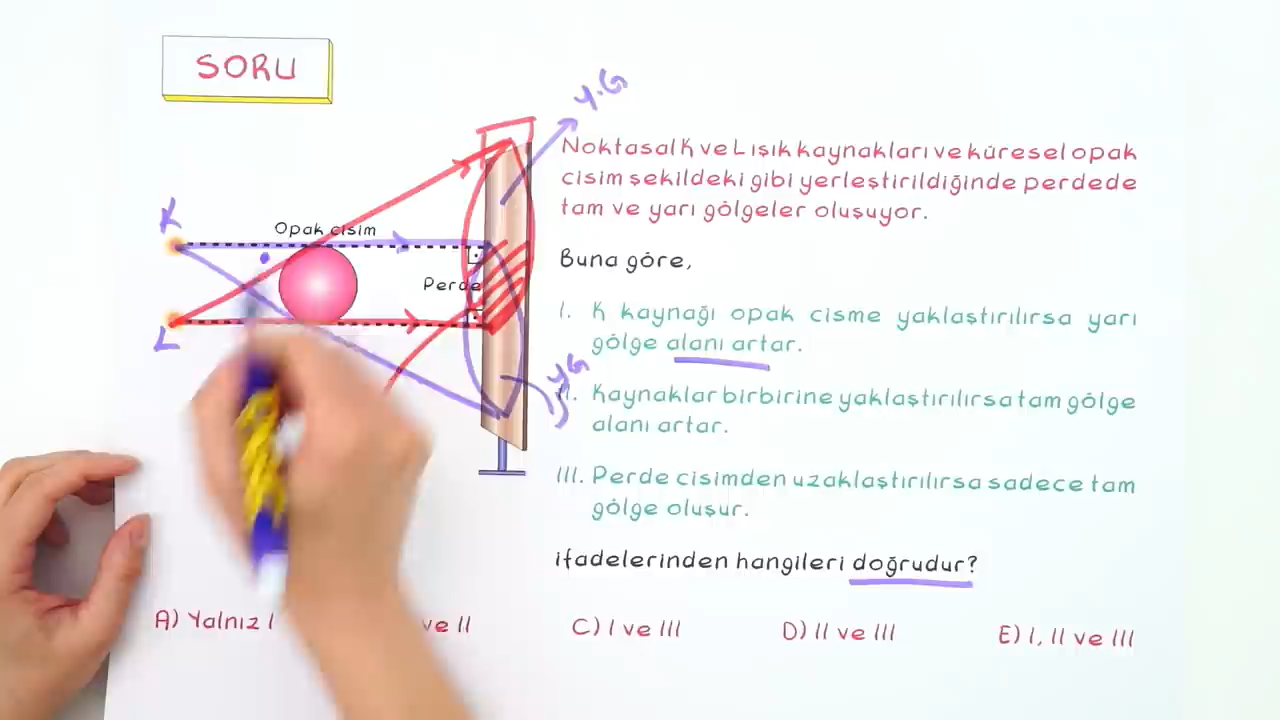 SORU
Y.G
K
Opak cisim
Perde
L
Y.G
Noktasal K ve L ışık kaynakları ve küresel opak
cisim şekildeki gibi yerleştirildiğinde perdede
tam ve yarı gölgeler oluşuyor.
Buna göre,
I. K kaynağı opak cisme yaklaştırılırsa yarı
gölge alanı artar.
Kaynaklar birbirine yaklaştırılırsa tam gölge
alanı artar.
III. Perde cisimden uzaklaştırılırsa sadece tam
gölge oluşur.
ifadelerinden hangileri doğrudur?
A) Yalnız I
ve II
C) I ve III
D) II ve III
E) I, II ve III